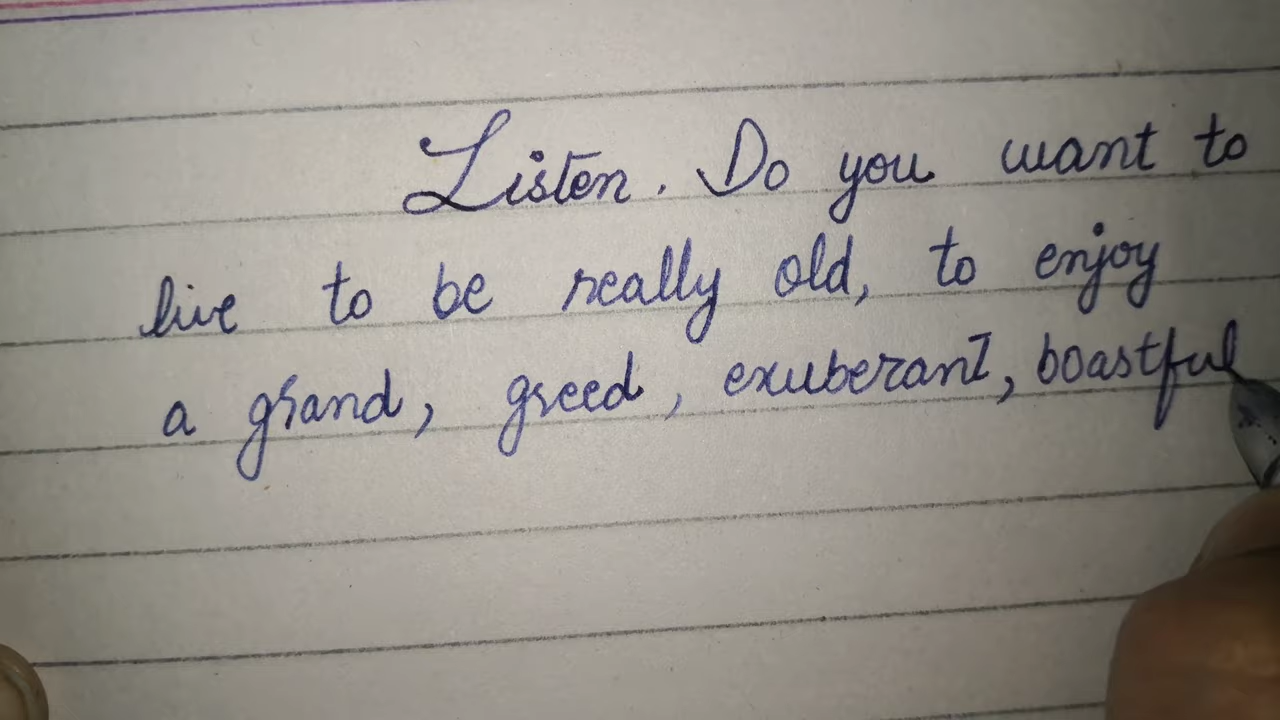 Listen. Do you want to
live to be really old, to enjoy
a grand, greed, exuberant, boastful